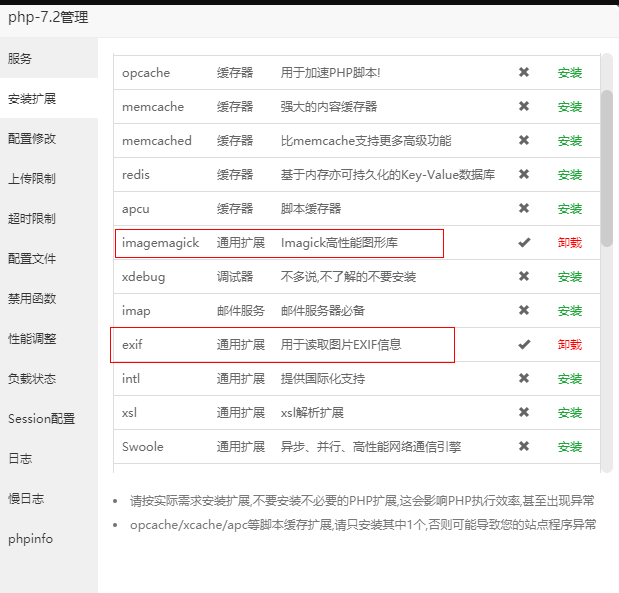 php-7.2管理
服务
安装扩展
配置修改
上传限制
超时限制
配置文件
禁用函数
性能调整
负载状态
Session配置
日志
慢日志
phpinfo
opcache 缓存器 用于加速PHP脚本! ✖ 安装
memcache 缓存器 强大的内容缓存器 ✖ 安装
memcached 缓存器 比memcache支持更多高级功能 ✖ 安装
redis 缓存器 基于内存亦可持久化的Key-Value数据库 ✖ 安装
apcu 缓存器 脚本缓存器 ✖ 安装
imagemagick 通用扩展 Imagick高性能图形库 ✔ 卸载
xdebug 调试器 不多说,不了解的不要安装 ✖ 安装
imap 邮件服务 邮件服务器必备 ✖ 安装
exif 通用扩展 用于读取图片EXIF信息 ✔ 卸载
intl 通用扩展 提供国际化支持 ✖ 安装
xsl 通用扩展 xsl解析扩展 ✖ 安装
Swoole 通用扩展 异步、并行、高性能网络通信引擎 ✖ 安装
• 请按实际需求安装扩展,不要安装不必要的PHP扩展,这会影响PHP执行效率,甚至出现异常
• opcache/xcache/apc等脚本缓存扩展,请只安装其中1个,否则可能导致您的站点程序异常